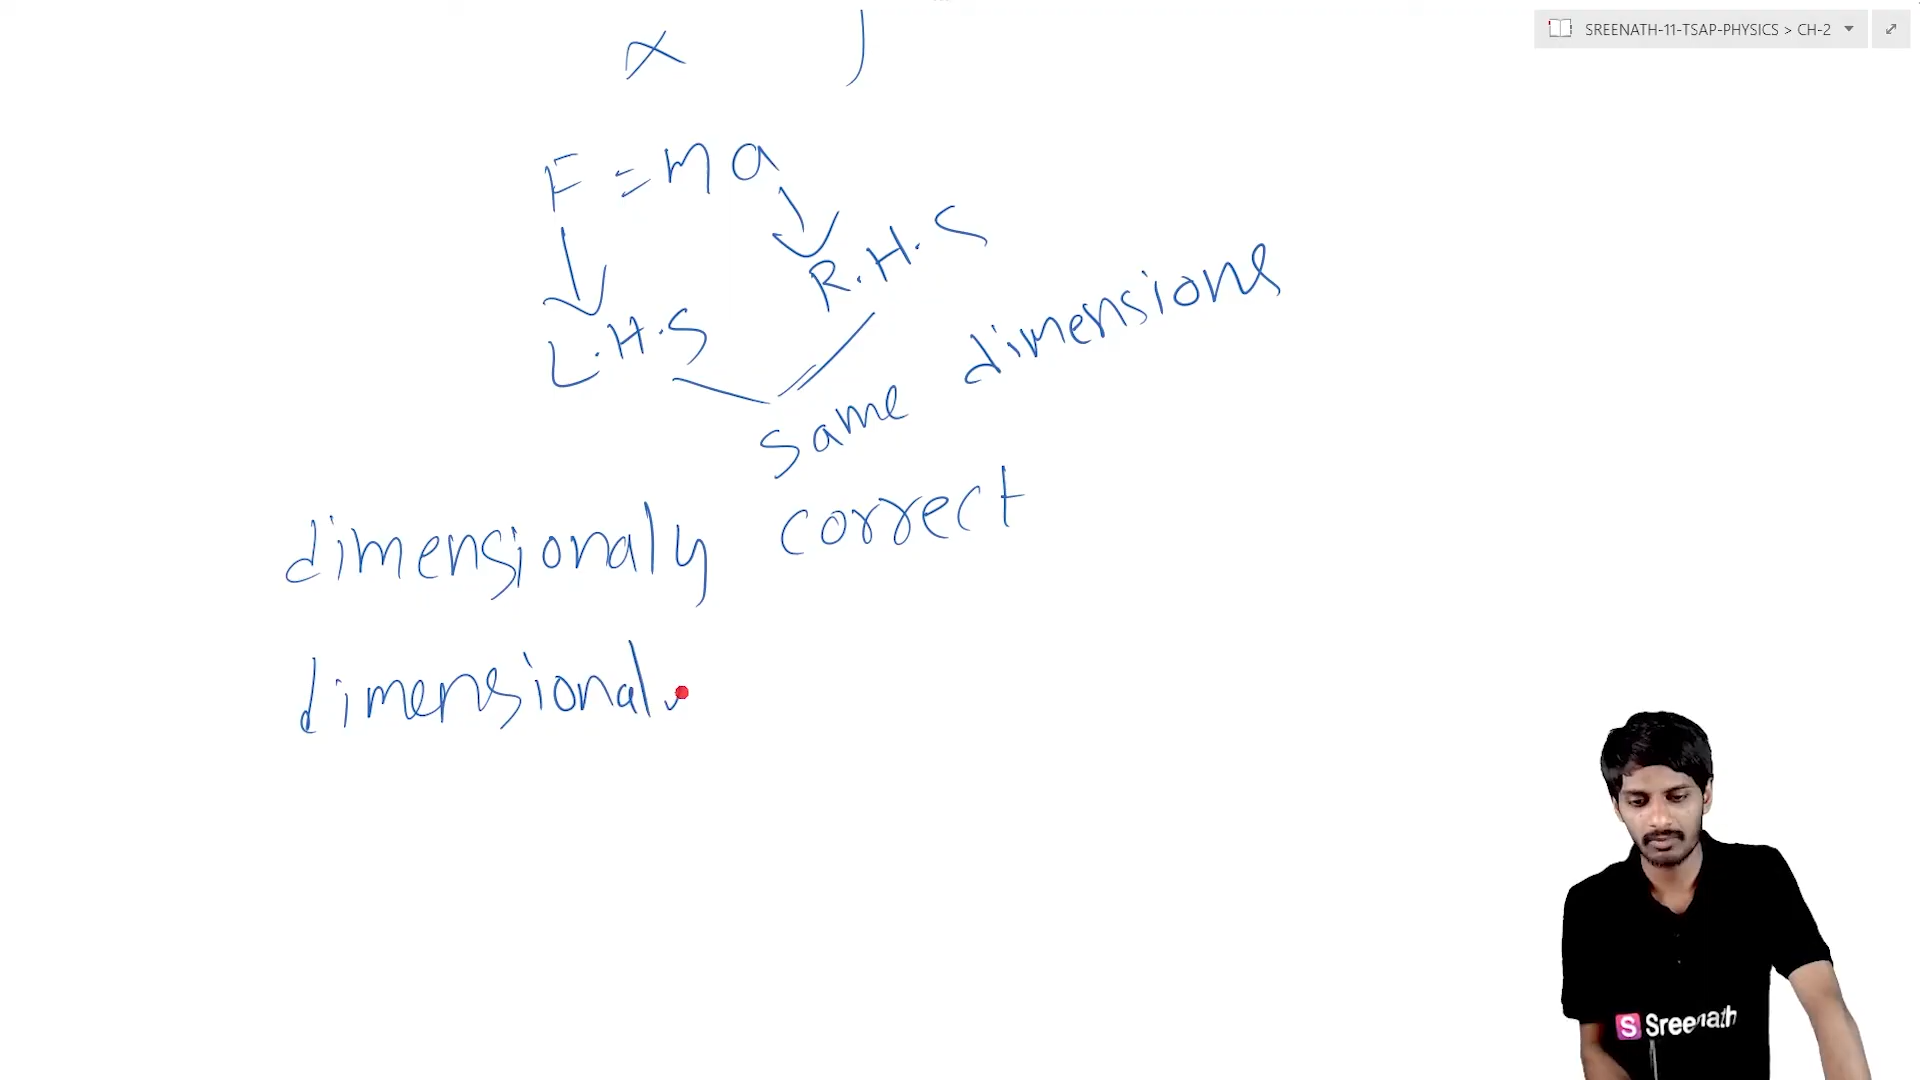 SREENATH-11-TSAP-PHYSICS > CH-2
α )
F = ma
R.H.S
L.H.S
same dimensions
dimensionaly correct
dimensional
S Sreenath